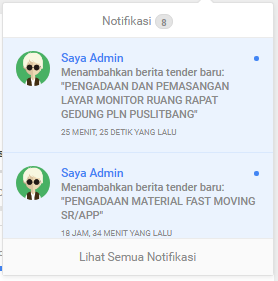 Notifikasi 8
Saya Admin
Menambahkan berita tender baru:
"PENGADAAN DAN PEMASANGAN
LAYAR MONITOR RUANG RAPAT
GEDUNG PLN PUSLITBANG"
25 MENIT, 25 DETIK YANG LALU
Saya Admin
Menambahkan berita tender baru:
"PENGADAAN MATERIAL FAST MOVING
SR/APP"
18 JAM, 34 MENIT YANG LALU
Lihat Semua Notifikasi